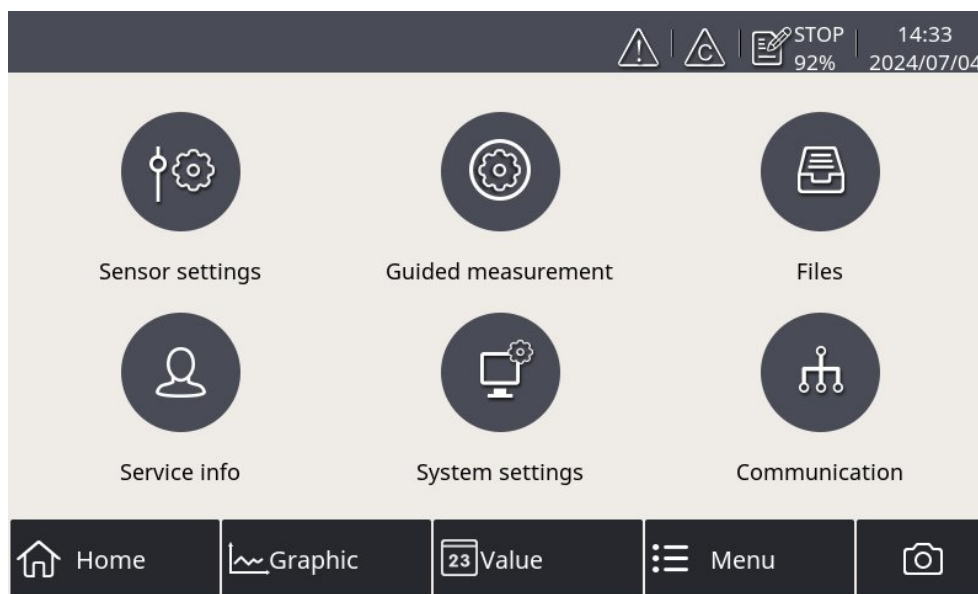 STOP 14:33
92% 2024/07/04
Sensor settings Guided measurement Files
Service info System settings Communication
Home Graphic 23 Value Menu